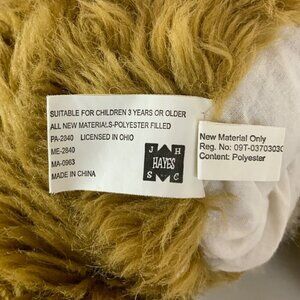 SUITABLE FOR CHILDREN 3 YEARS OR OLDER
ALL NEW MATERIALS-POLYESTER FILLED
PA-2840 LICENSED IN OHIO
ME-2840
MA-0963
MADE IN CHINA
J H
HAYES
S C
New Material Only
Reg. No: 09T-0370303C
Content: Polyester